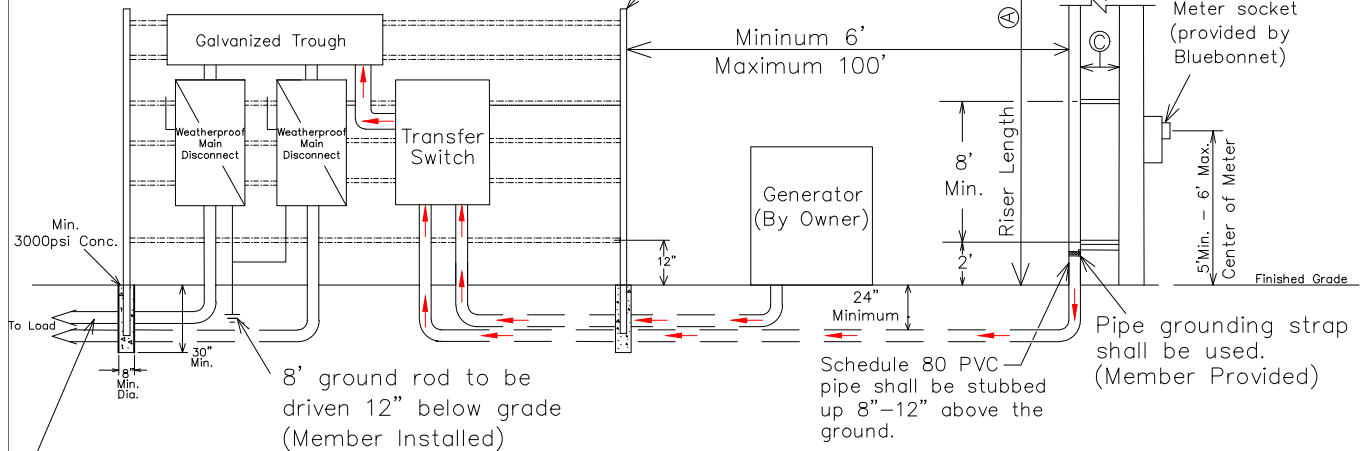 Meter socket
(provided by
Bluebonnet)
A
C
Galvanized Trough
Mininum 6'
Maximum 100'
Weatherproof
Main
Disconnect
Weatherproof
Main
Disconnect
Transfer
Switch
Generator
(By Owner)
Riser Length
8'
Min.
2'
5'Min. - 6' Max.
Center of Meter
Min.
3000psi Conc.
12"
Finished Grade
24"
Minimum
To Load
30"
Min.
8"
Min.
Dia.
8' ground rod to be
driven 12" below grade
(Member Installed)
Schedule 80 PVC
pipe shall be stubbed
up 8"-12" above the
ground.
Pipe grounding strap
shall be used.
(Member Provided)